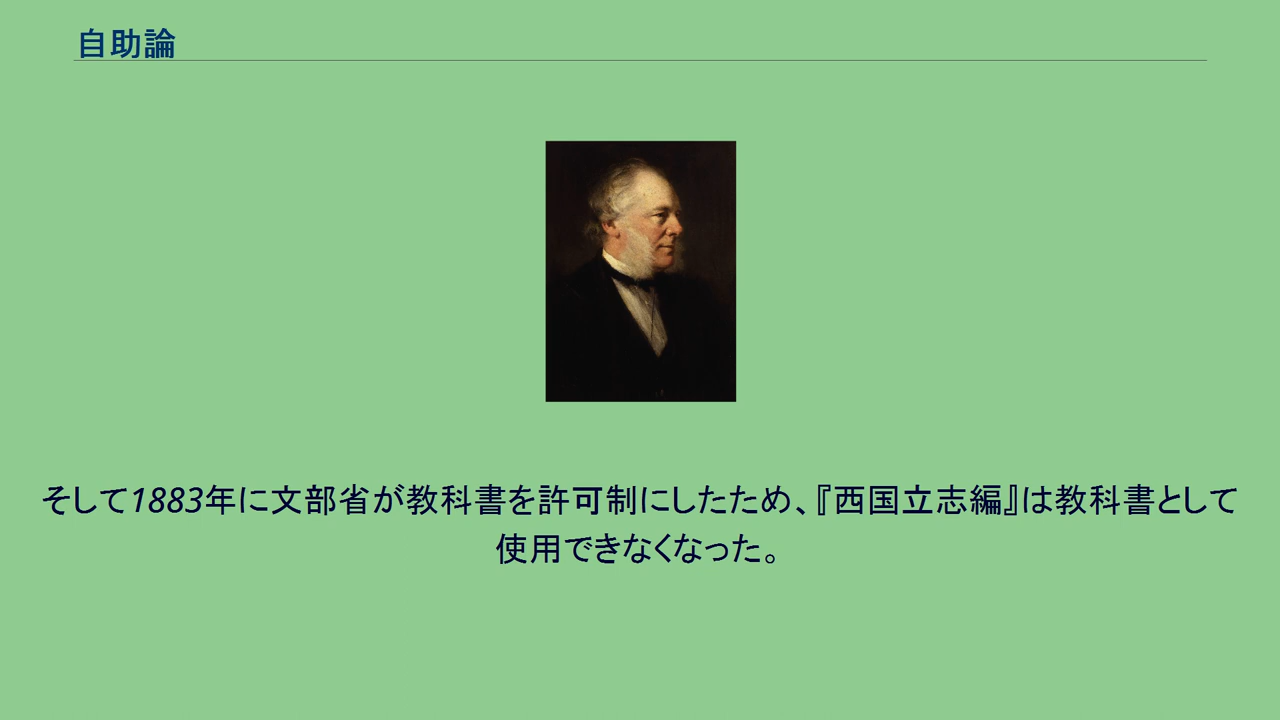 自助論
そして1883年に文部省が教科書を許可制にしたため、『西国立志編』は教科書として
使用できなくなった。